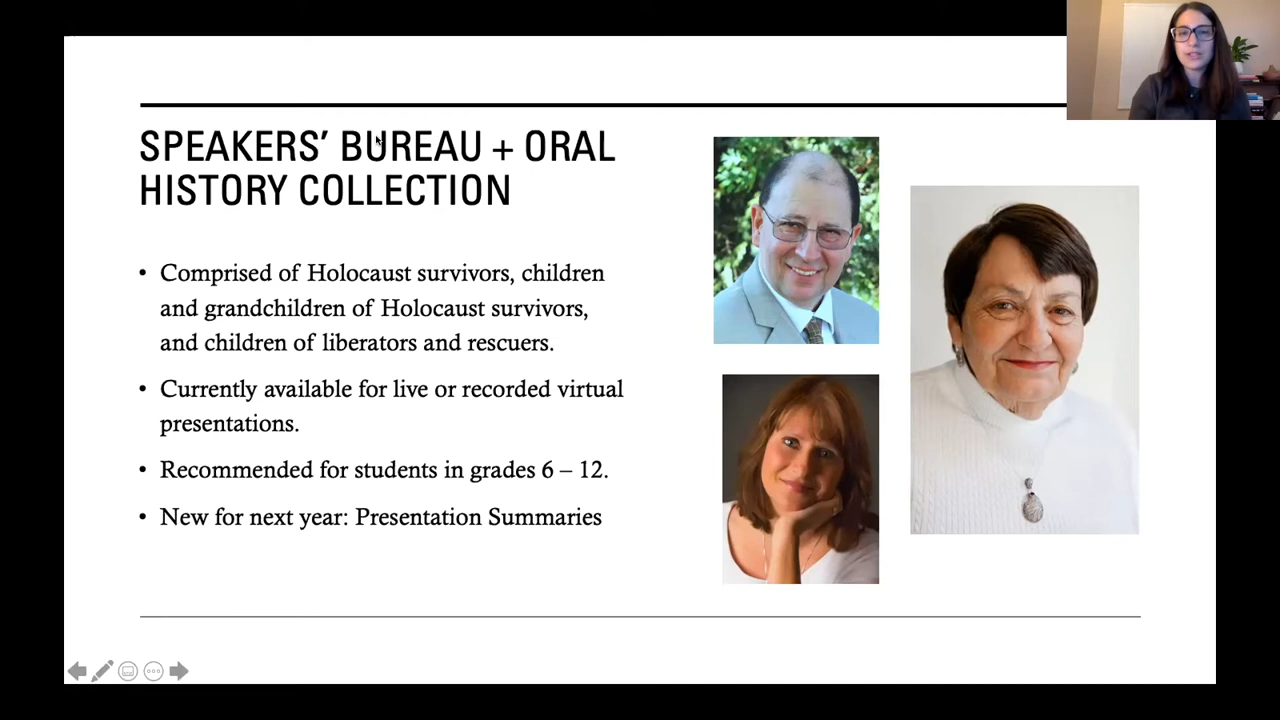 SPEAKERS’ BUREAU + ORAL
HISTORY COLLECTION
• Comprised of Holocaust survivors, children
and grandchildren of Holocaust survivors,
and children of liberators and rescuers.
• Currently available for live or recorded virtual
presentations.
• Recommended for students in grades 6 – 12.
• New for next year: Presentation Summaries